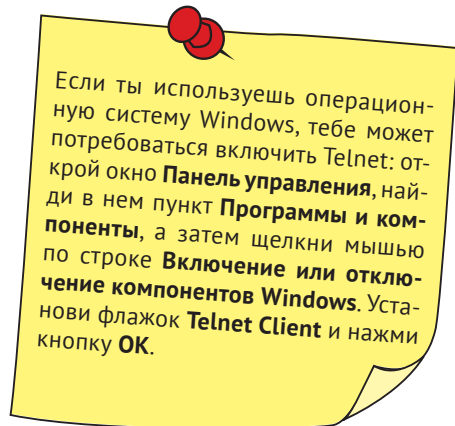 Если ты используешь операцион-
ную систему Windows, тебе может
потребоваться включить Telnet: от-
крой окно Панель управления, най-
ди в нем пункт Программы и ком-
поненты, а затем щелкни мышью
по строке Включение или отклю-
чение компонентов Windows. Уста-
нови флажок Telnet Client и нажми
кнопку OK.